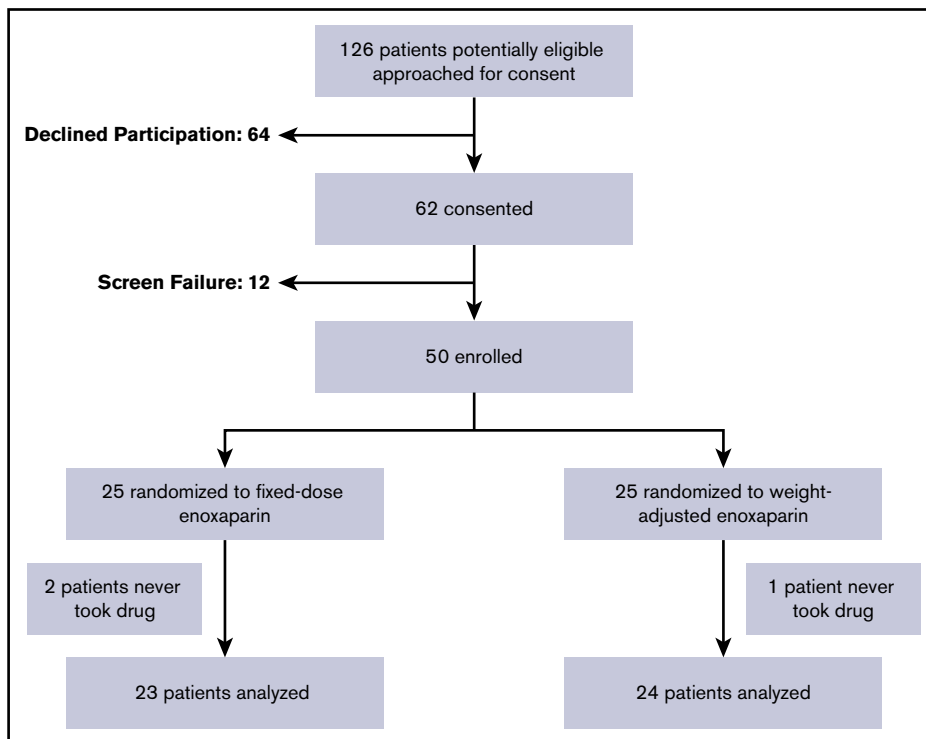 126 patients potentially eligible
approached for consent
Declined Participation: 64
62 consented
Screen Failure: 12
50 enrolled
25 randomized to fixed-dose
enoxaparin
25 randomized to weight-
adjusted enoxaparin
2 patients never
took drug
1 patient never
took drug
23 patients analyzed
24 patients analyzed